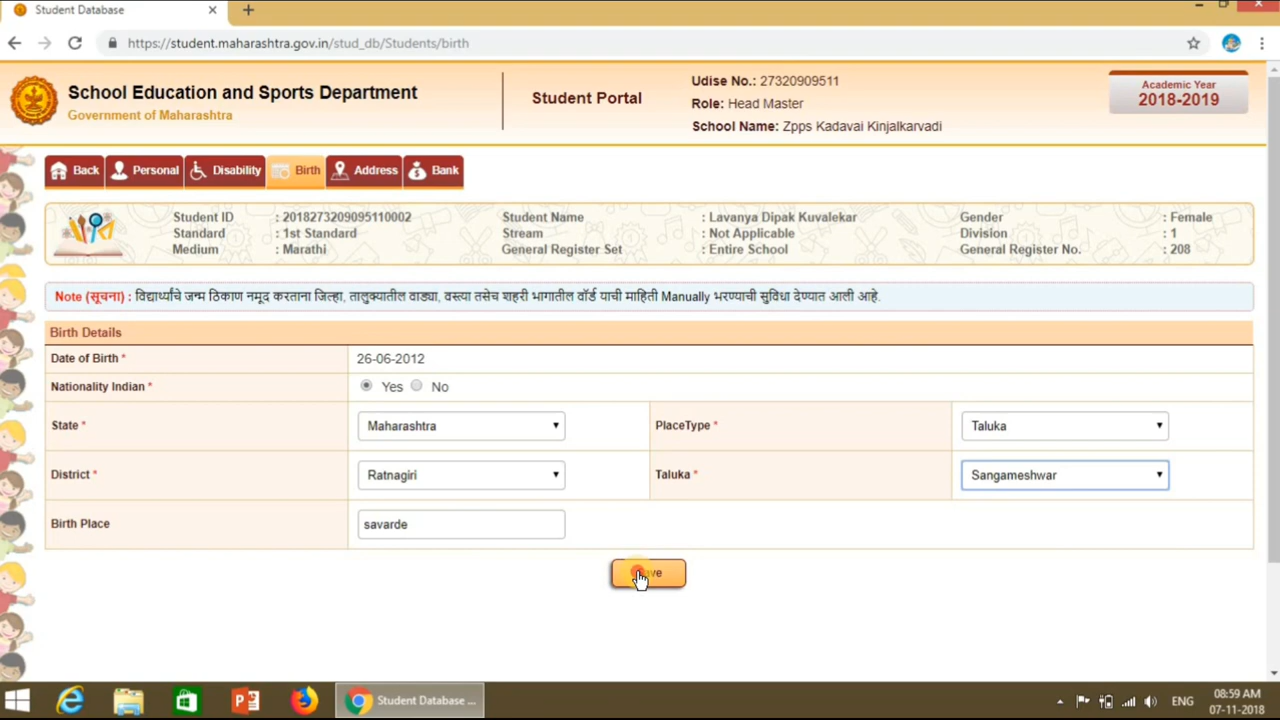 Student Database
https://student.maharashtra.gov.in/stud_db/Students/birth
School Education and Sports Department
Government of Maharashtra
Student Portal
Udise No.: 27320909511
Role: Head Master
School Name: Zpps Kadavai Kinjalkarvadi
Academic Year
2018-2019
Back Personal Disability Birth Address Bank
Student ID : 2018273209095110002 Student Name : Lavanya Dipak Kuvalekar Gender : Female
Standard : 1st Standard Stream : Not Applicable Division : 1
Medium : Marathi General Register Set : Entire School General Register No. : 208
Note (सूचना) : विद्यार्थ्यांचे जन्म ठिकाण नमूद करताना जिल्हा, तालुक्यातील वाड्या, वस्त्या तसेच शहरी भागातील वॉर्ड याची माहिती Manually भरण्याची सुविधा देण्यात आली आहे.
Birth Details
Date of Birth * 26-06-2012
Nationality Indian * Yes No
State * Maharashtra PlaceType * Taluka
District * Ratnagiri Taluka * Sangameshwar
Birth Place savarde
Student Database ...
ENG
08:59 AM
07-11-2018